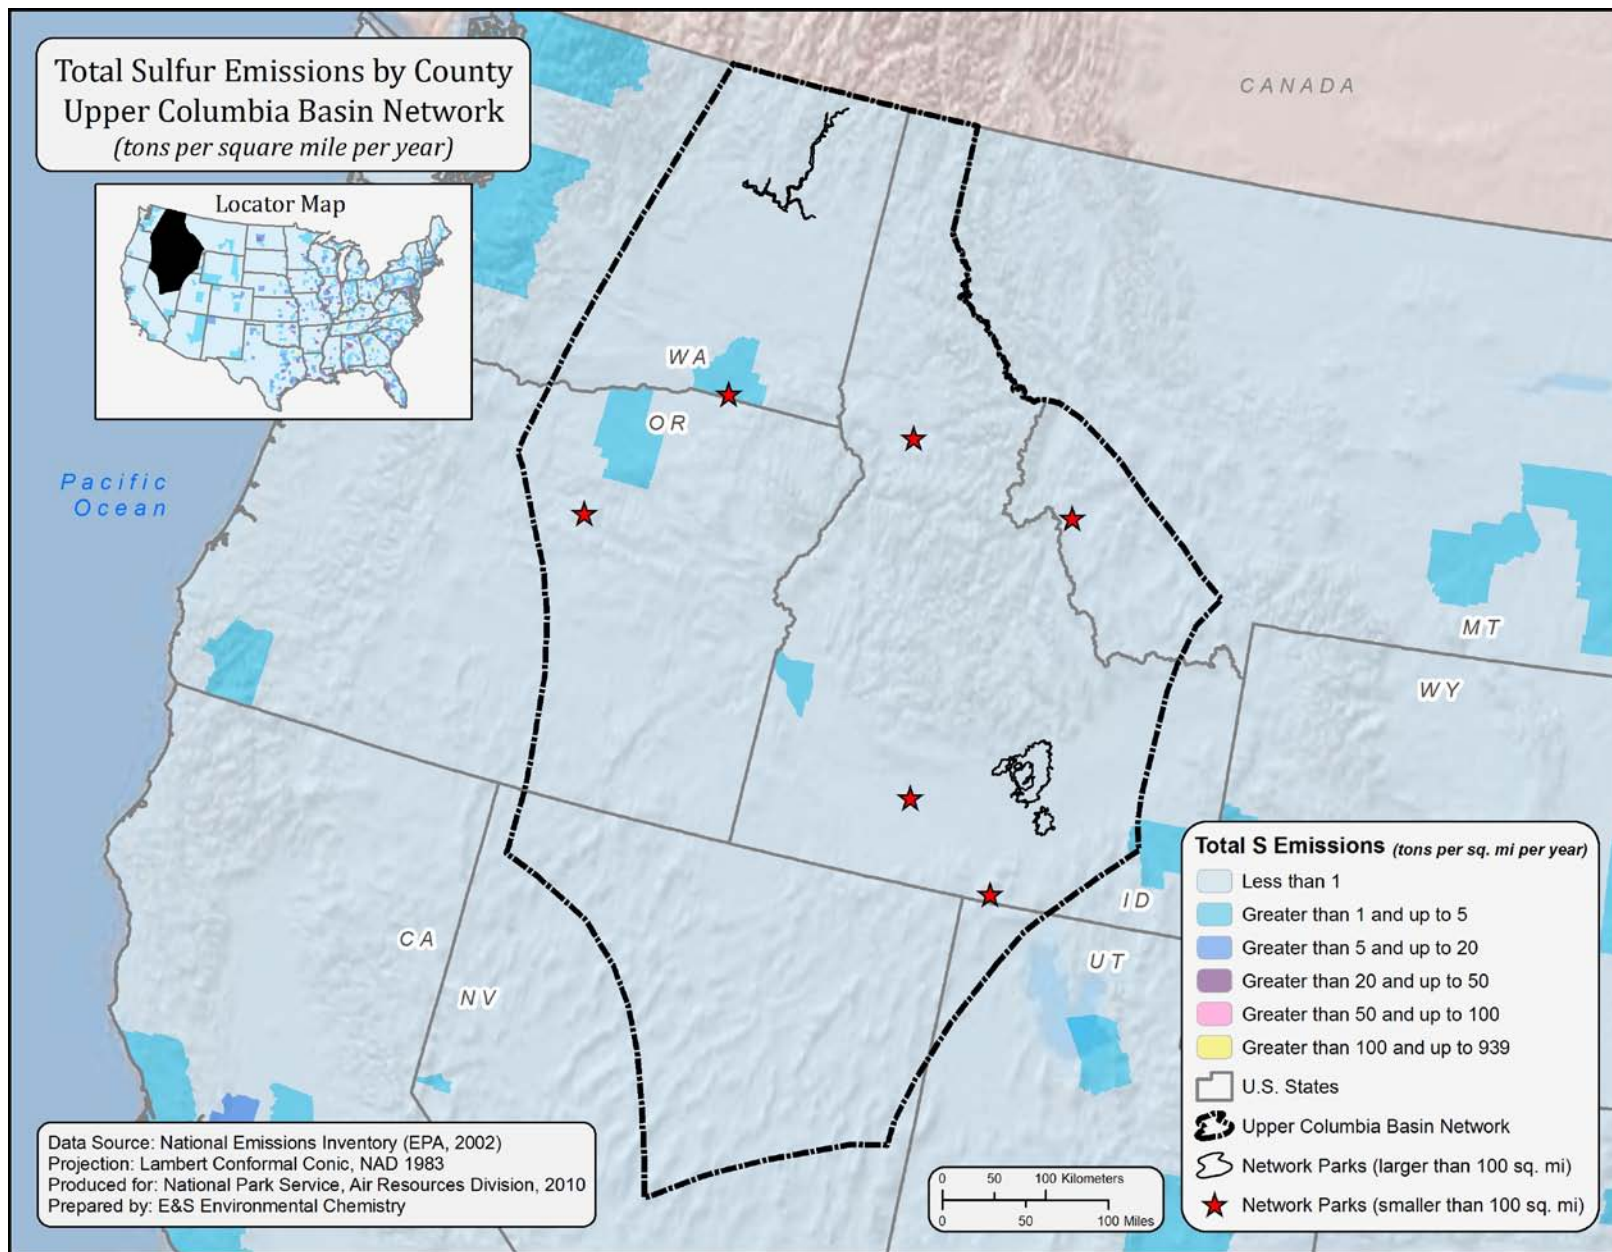 Total Sulfur Emissions by County
Upper Columbia Basin Network
(tons per square mile per year)
Locator Map
CANADA
WA
OR
Pacific
Ocean
MT
WY
ID
UT
CA
NV
Total S Emissions (tons per sq. mi per year)
Less than 1
Greater than 1 and up to 5
Greater than 5 and up to 20
Greater than 20 and up to 50
Greater than 50 and up to 100
Greater than 100 and up to 939
U.S. States
Upper Columbia Basin Network
Network Parks (larger than 100 sq. mi)
Network Parks (smaller than 100 sq. mi)
Data Source: National Emissions Inventory (EPA, 2002)
Projection: Lambert Conformal Conic, NAD 1983
Produced for: National Park Service, Air Resources Division, 2010
Prepared by: E&S Environmental Chemistry
0 50 100 Kilometers
0 50 100 Miles